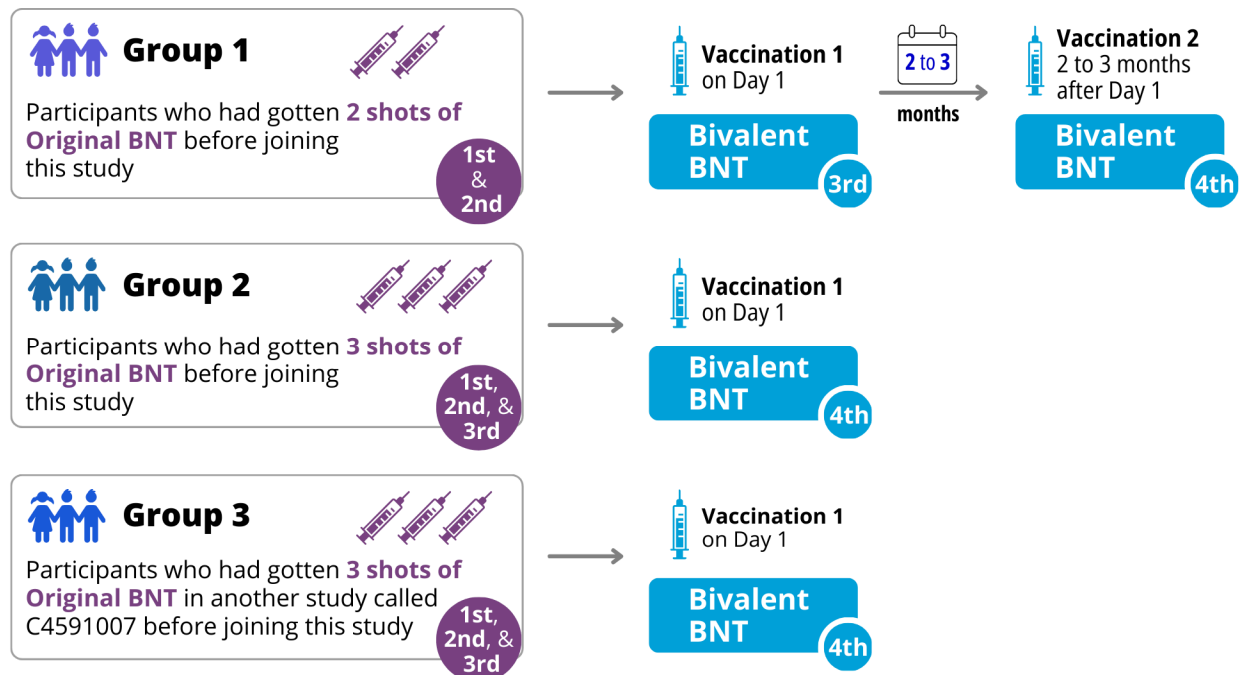 Group 1
Participants who had gotten 2 shots of
Original BNT before joining
this study
1st
&
2nd
Vaccination 1
on Day 1
Bivalent
BNT
3rd
2 to 3
months
Vaccination 2
2 to 3 months
after Day 1
Bivalent
BNT
4th
Group 2
Participants who had gotten 3 shots of
Original BNT before joining
this study
1st,
2nd, &
3rd
Vaccination 1
on Day 1
Bivalent
BNT
4th
Group 3
Participants who had gotten 3 shots of
Original BNT in another study called
C4591007 before joining this study
1st,
2nd, &
3rd
Vaccination 1
on Day 1
Bivalent
BNT
4th